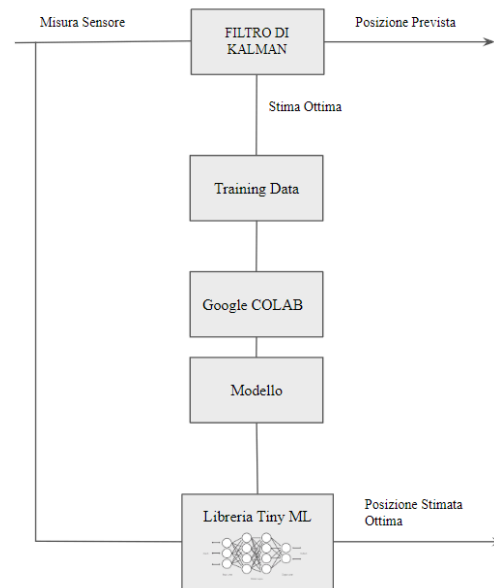 Misura Sensore
FILTRO DI
KALMAN
Posizione Prevista
Stima Ottima
Training Data
Google COLAB
Modello
Libreria Tiny ML
Posizione Stimata
Ottima